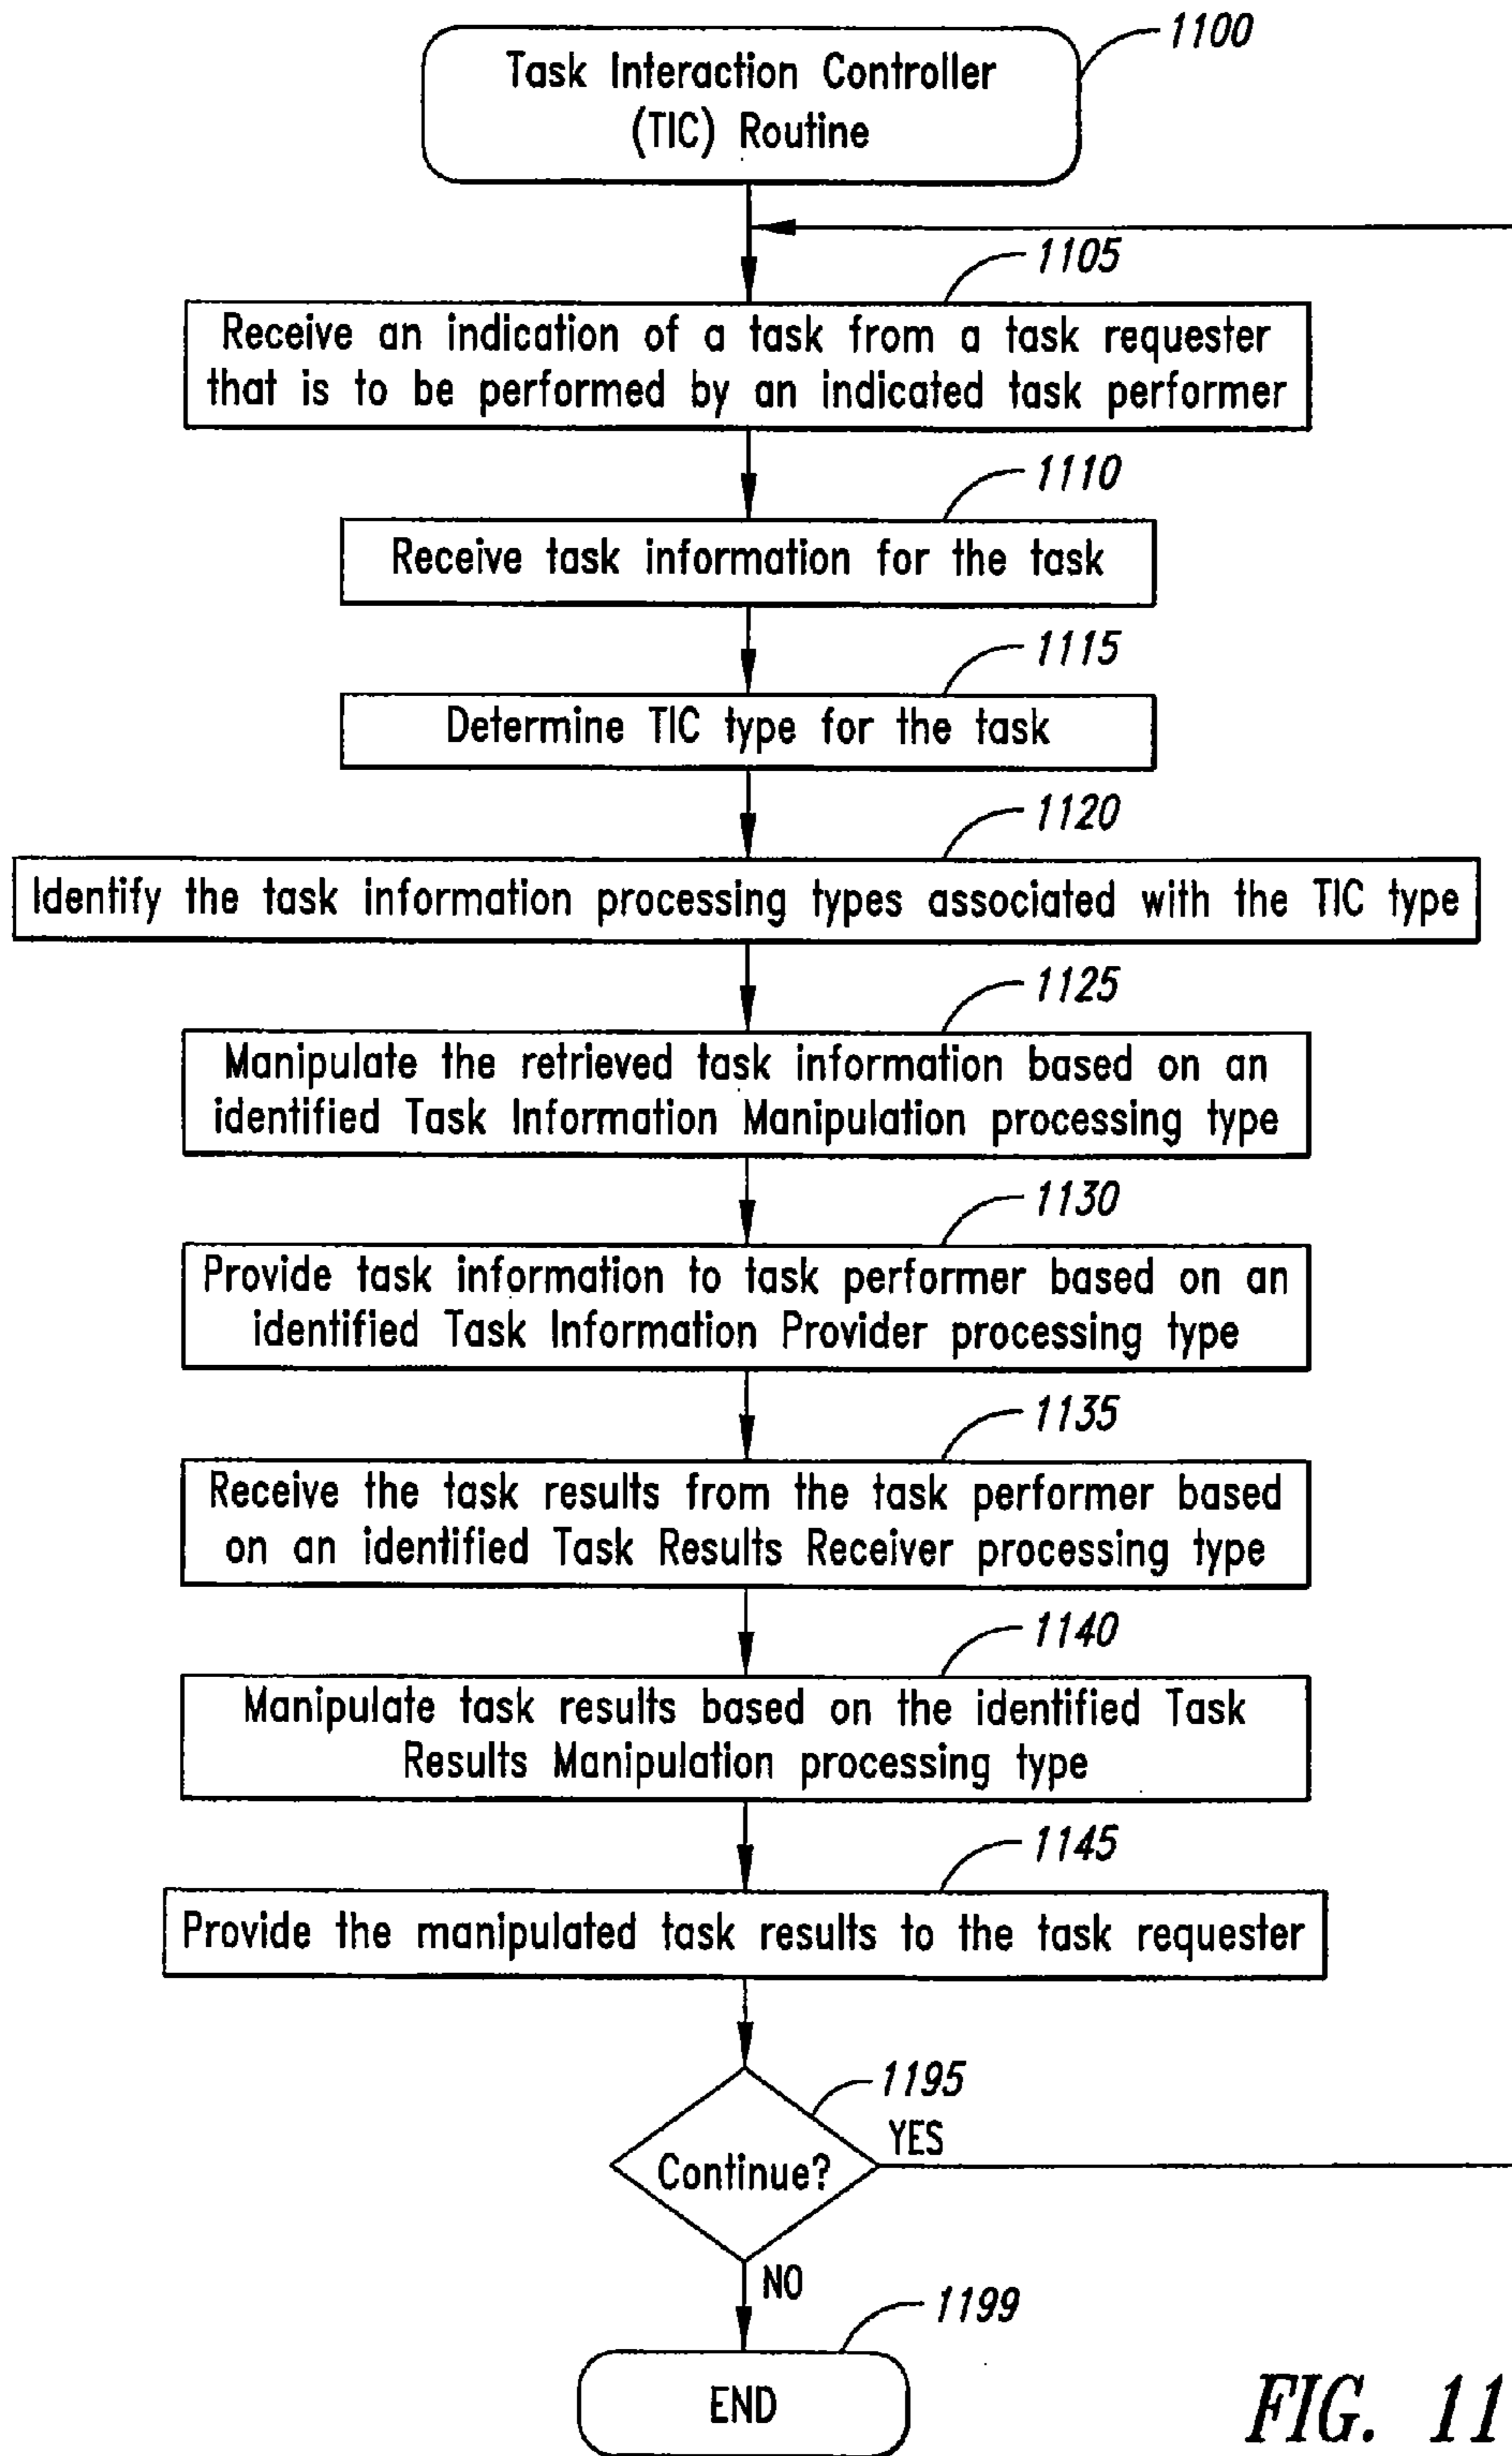 1100
Task Interaction Controller
(TIC) Routine
1105
Receive an indication of a task from a task requester
that is to be performed by an indicated task performer
1110
Receive task information for the task
1115
Determine TIC type for the task
1120
Identify the task information processing types associated with the TIC type
1125
Manipulate the retrieved task information based on an
identified Task Information Manipulation processing type
1130
Provide task information to task performer based on an
identified Task Information Provider processing type
1135
Receive the task results from the task performer based
on an identified Task Results Receiver processing type
1140
Manipulate task results based on the identified Task
Results Manipulation processing type
1145
Provide the manipulated task results to the task requester
1195
YES
Continue?
NO
1199
END
FIG. 11